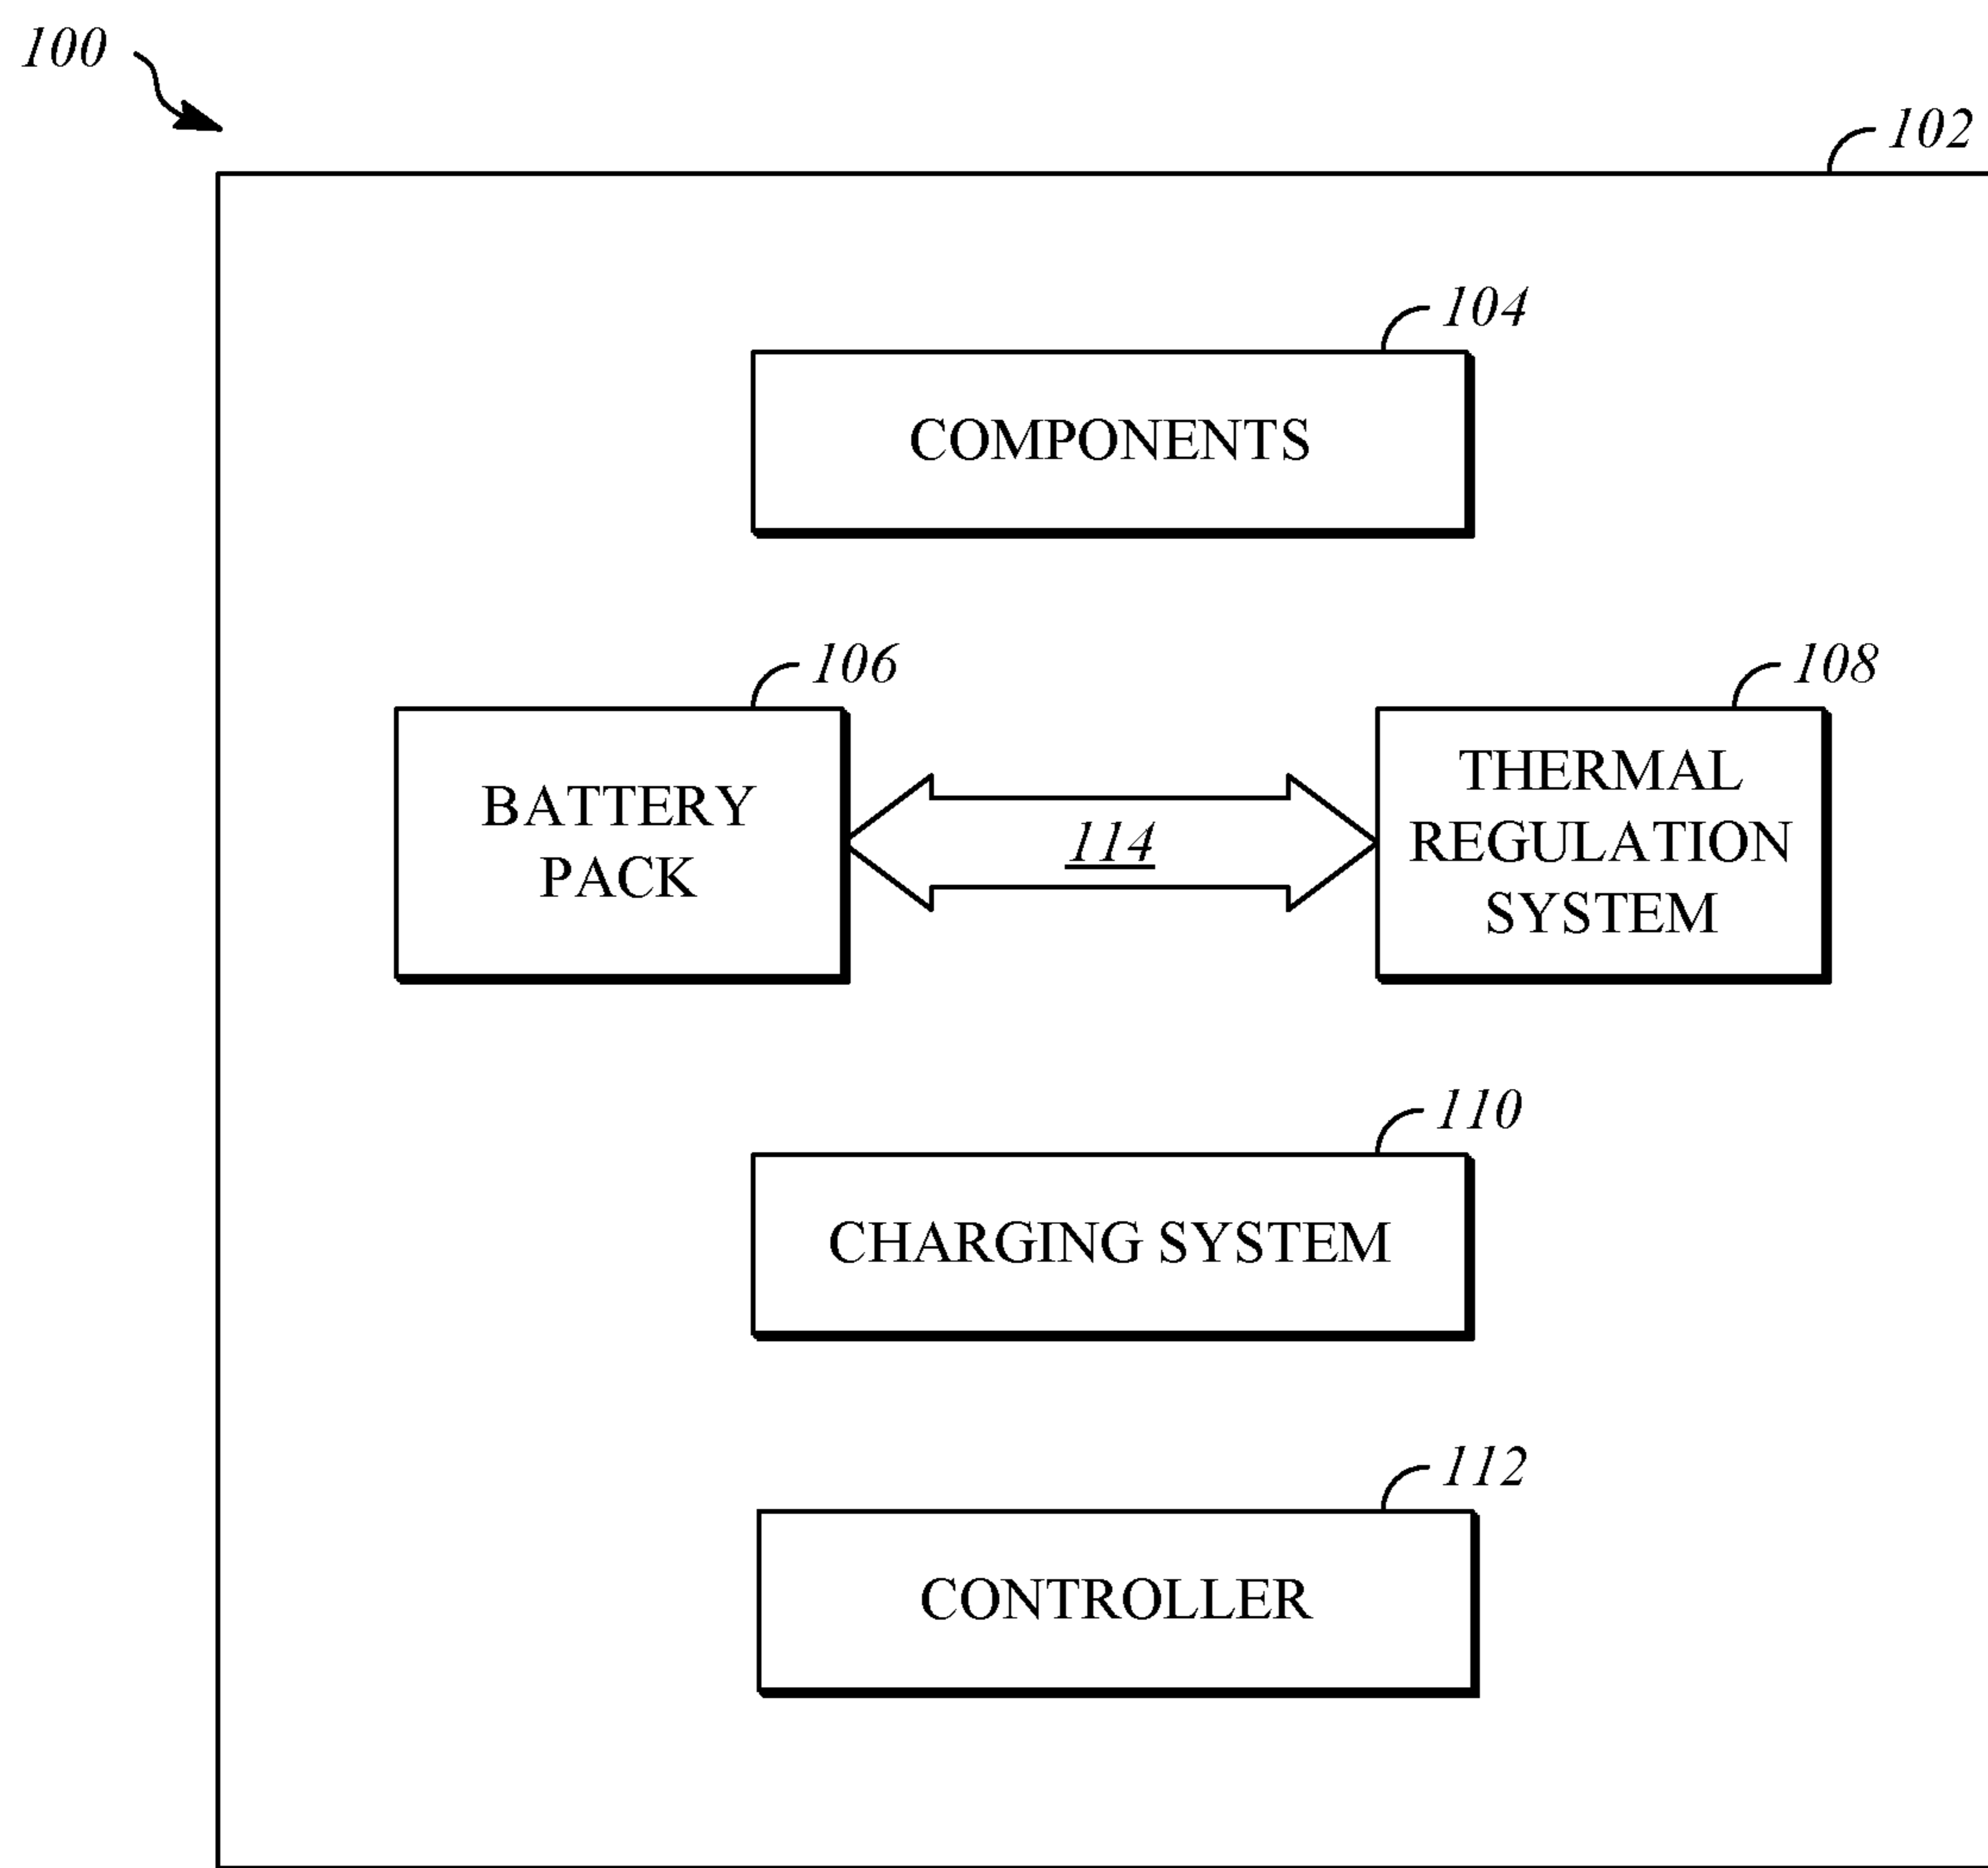 100
102
104
COMPONENTS
106
108
BATTERY
PACK
114
THERMAL
REGULATION
SYSTEM
110
CHARGING SYSTEM
112
CONTROLLER